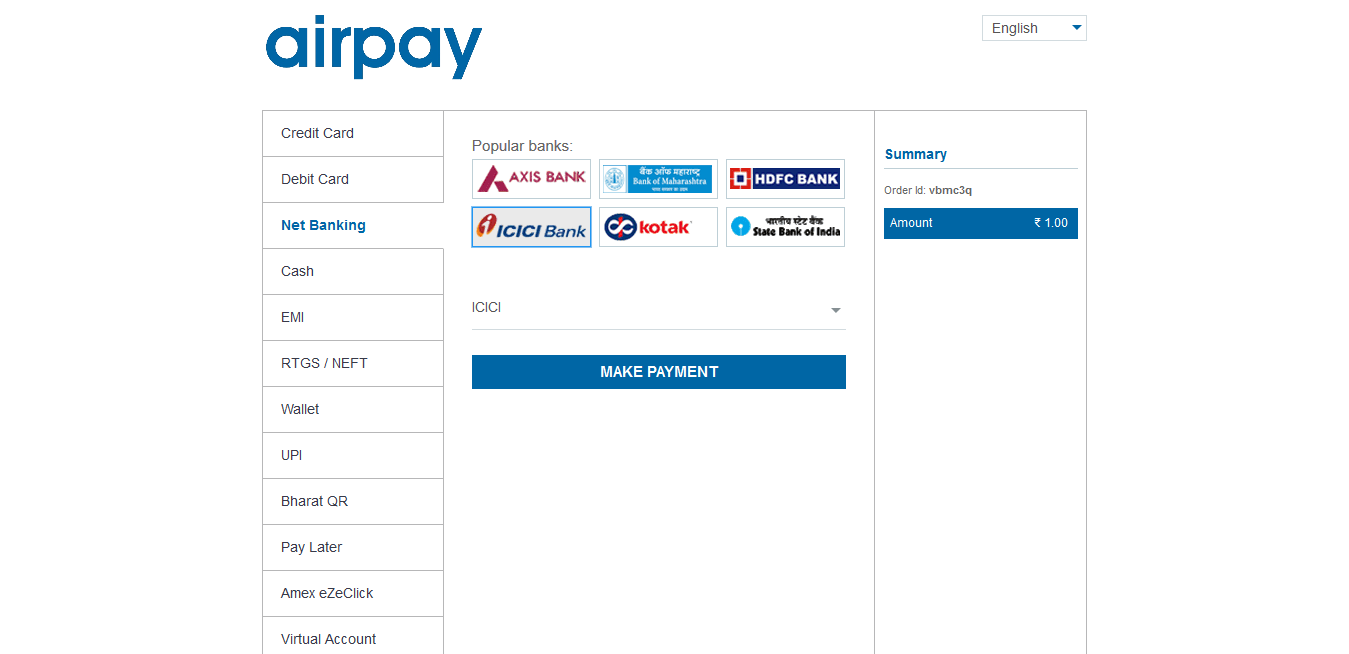 airpay
English
Credit Card
Debit Card
Net Banking
Cash
EMI
RTGS / NEFT
Wallet
UPI
Bharat QR
Pay Later
Amex eZeClick
Virtual Account
Popular banks:
AXIS BANK
बैंक ऑफ महाराष्ट्र
Bank of Maharashtra
HDFC BANK
ICICI Bank
kotak
भारतीय स्टेट बैंक
State Bank of India
ICICI
MAKE PAYMENT
Summary
Order Id: vbmc3q
Amount ₹ 1.00